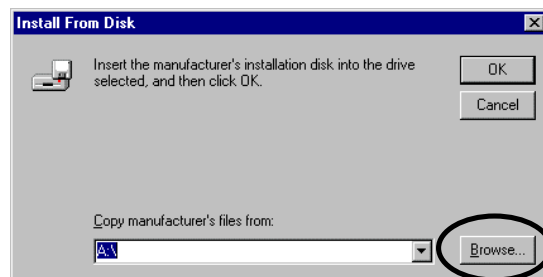 Install From Disk
Insert the manufacturer's installation disk into the drive
selected, and then click OK.
OK
Cancel
Copy manufacturer's files from:
A:\
Browse...